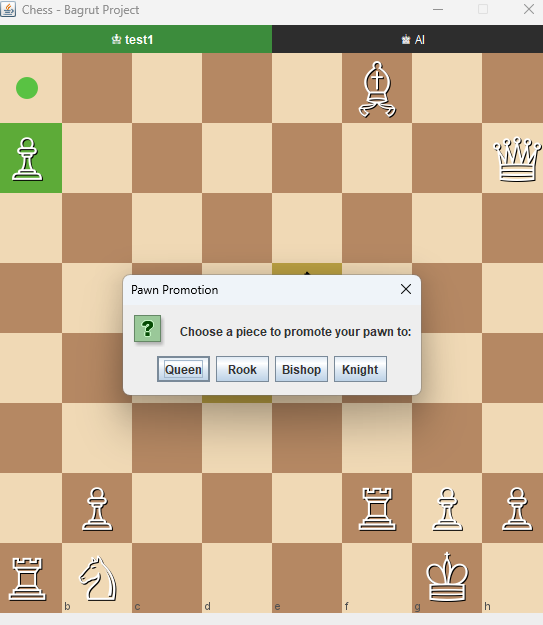 Chess - Bagrut Project
test1
AI
Pawn Promotion
?
Choose a piece to promote your pawn to:
Queen Rook Bishop Knight
b c d e f g h